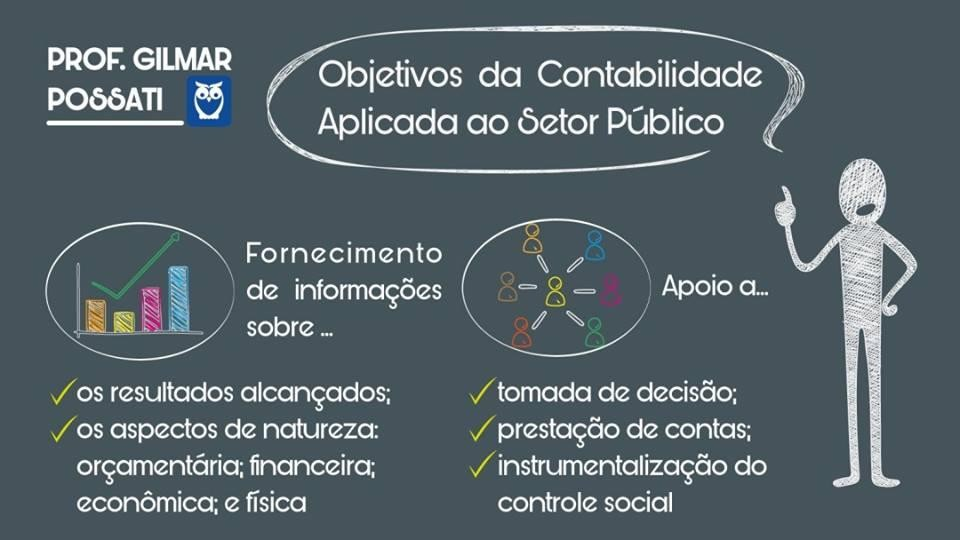 PROF. GILMAR
POSSATI
Objetivos da Contabilidade
Aplicada ao Setor Público
Fornecimento
de informações
sobre ...
Apoio a...
os resultados alcançados;
os aspectos de natureza:
orçamentária; financeira;
econômica; e física
tomada de decisão;
prestação de contas;
instrumentalização do
controle social